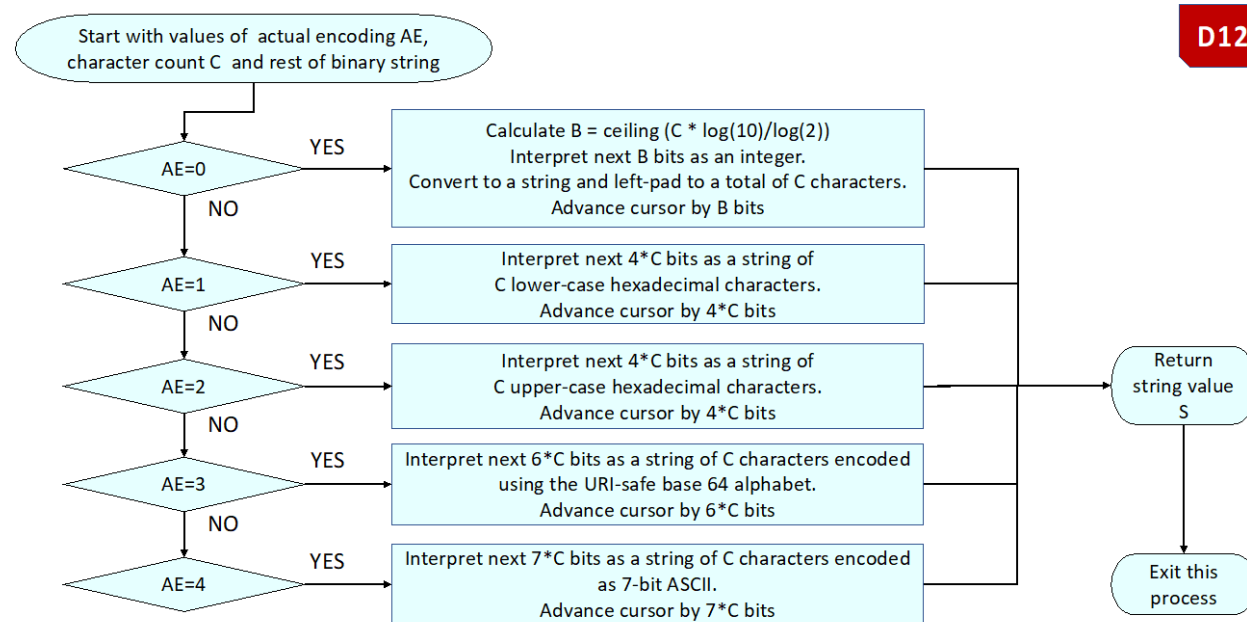 Start with values of actual encoding AE,
character count C and rest of binary string
D12
AE=0
YES
NO
Calculate B = ceiling (C * log(10)/log(2))
Interpret next B bits as an integer.
Convert to a string and left-pad to a total of C characters.
Advance cursor by B bits
AE=1
YES
NO
Interpret next 4*C bits as a string of
C lower-case hexadecimal characters.
Advance cursor by 4*C bits
AE=2
YES
NO
Interpret next 4*C bits as a string of
C upper-case hexadecimal characters.
Advance cursor by 4*C bits
AE=3
YES
NO
Interpret next 6*C bits as a string of C characters encoded
using the URI-safe base 64 alphabet.
Advance cursor by 6*C bits
AE=4
YES
Interpret next 7*C bits as a string of C characters encoded
as 7-bit ASCII.
Advance cursor by 7*C bits
Return
string value
S
Exit this
process